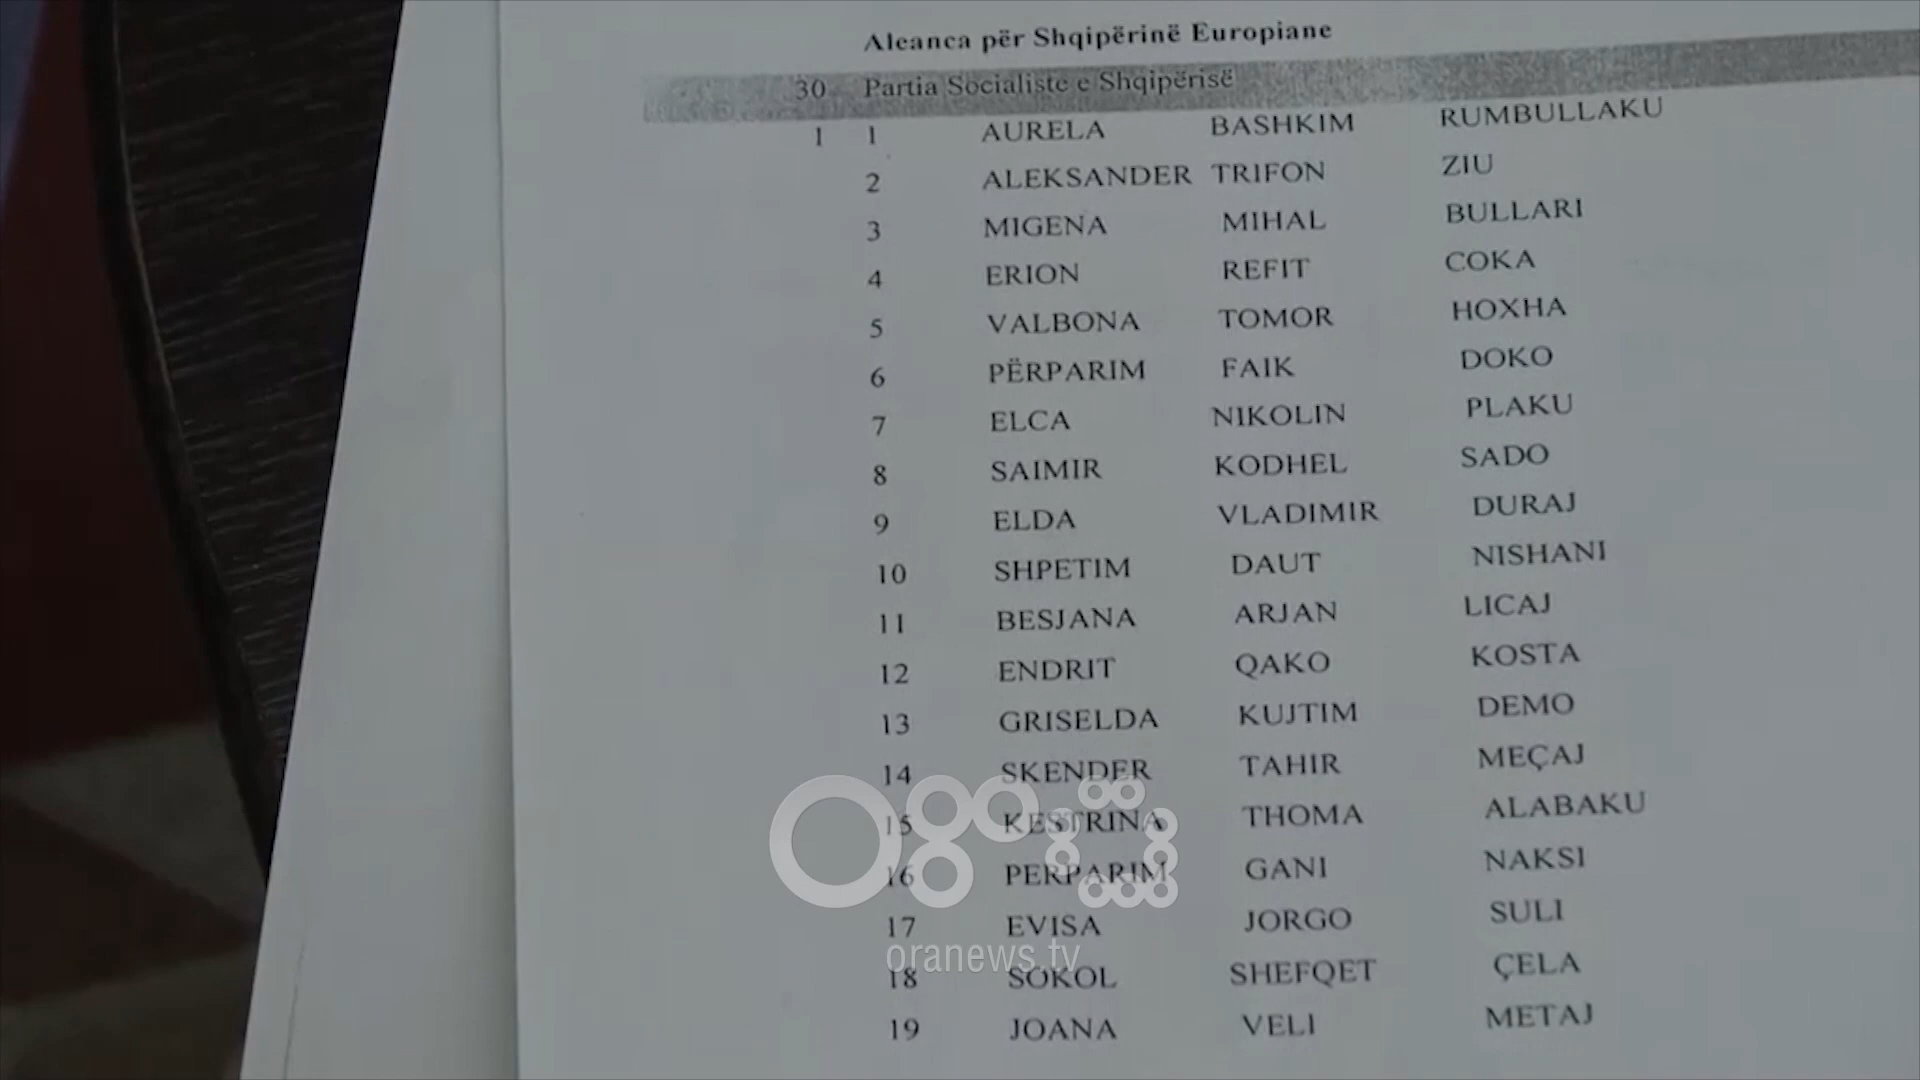 Aleanca për Shqipërinë Europiane
30 Partia Socialiste e Shqipërisë
1 1 AURELA BASHKIM RUMBULLAKU
2 ALEKSANDER TRIFON ZIU
3 MIGENA MIHAL BULLARI
4 ERION REFIT COKA
5 VALBONA TOMOR HOXHA
6 PËRPARIM FAIK DOKO
7 ELCA NIKOLIN PLAKU
8 SAIMIR KODHEL SADO
9 ELDA VLADIMIR DURAJ
10 SHPETIM DAUT NISHANI
11 BESJANA ARJAN LICAJ
12 ENDRIT QAKO KOSTA
13 GRISELDA KUJTIM DEMO
14 SKENDER TAHIR MEÇAJ
15 KESTRINA THOMA ALABAKU
16 PERPARIM GANI NAKSI
17 EVISA JORGO SULI
oranews.tv
18 SOKOL SHEFQET ÇELA
19 JOANA VELI METAJ